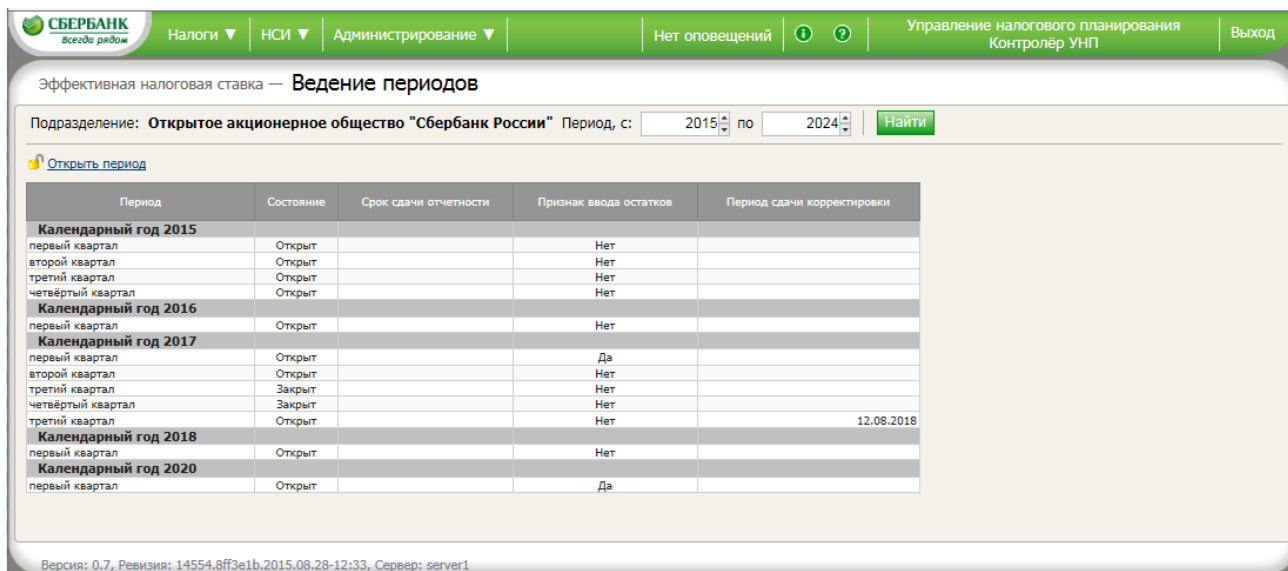 СБЕРБАНК
Всегда рядом
Налоги ▼ НСИ ▼ Администрирование ▼ Нет оповещений Управление налогового планирования
Контролёр УНП Выход
Эффективная налоговая ставка — Ведение периодов
Подразделение: Открытое акционерное общество "Сбербанк России" Период, с: 2015 по 2024 Найти
Открыть период
Период Состояние Срок сдачи отчетности Признак ввода остатков Период сдачи корректировки
Календарный год 2015
первый квартал Открыт Нет
второй квартал Открыт Нет
третий квартал Открыт Нет
четвёртый квартал Открыт Нет
Календарный год 2016
первый квартал Открыт Нет
Календарный год 2017
первый квартал Открыт Да
второй квартал Открыт Нет
третий квартал Закрыт Нет
четвёртый квартал Закрыт Нет
третий квартал Открыт Нет 12.08.2018
Календарный год 2018
первый квартал Открыт Нет
Календарный год 2020
первый квартал Открыт Да
Версия: 0.7, Ревизия: 14554.8ff3e1b.2015.08.28-12:33, Сервер: server1